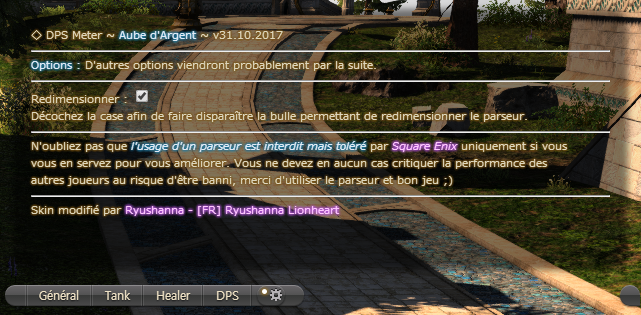 ◇ DPS Meter ~ Aube d'Argent ~ v31.10.2017
Options : D'autres options viendront probablement par la suite.
Redimensionner :
Décochez la case afin de faire disparaître la bulle permettant de redimensionner le parseur.
N'oubliez pas que l'usage d'un parseur est interdit mais toléré par Square Enix uniquement si vous
vous en servez pour vous améliorer. Vous ne devez en aucun cas critiquer la performance des
autres joueurs au risque d'être banni, merci d'utiliser le parseur et bon jeu ;)
Skin modifié par Ryushanna - [FR] Ryushanna Lionheart
Général Tank Healer DPS